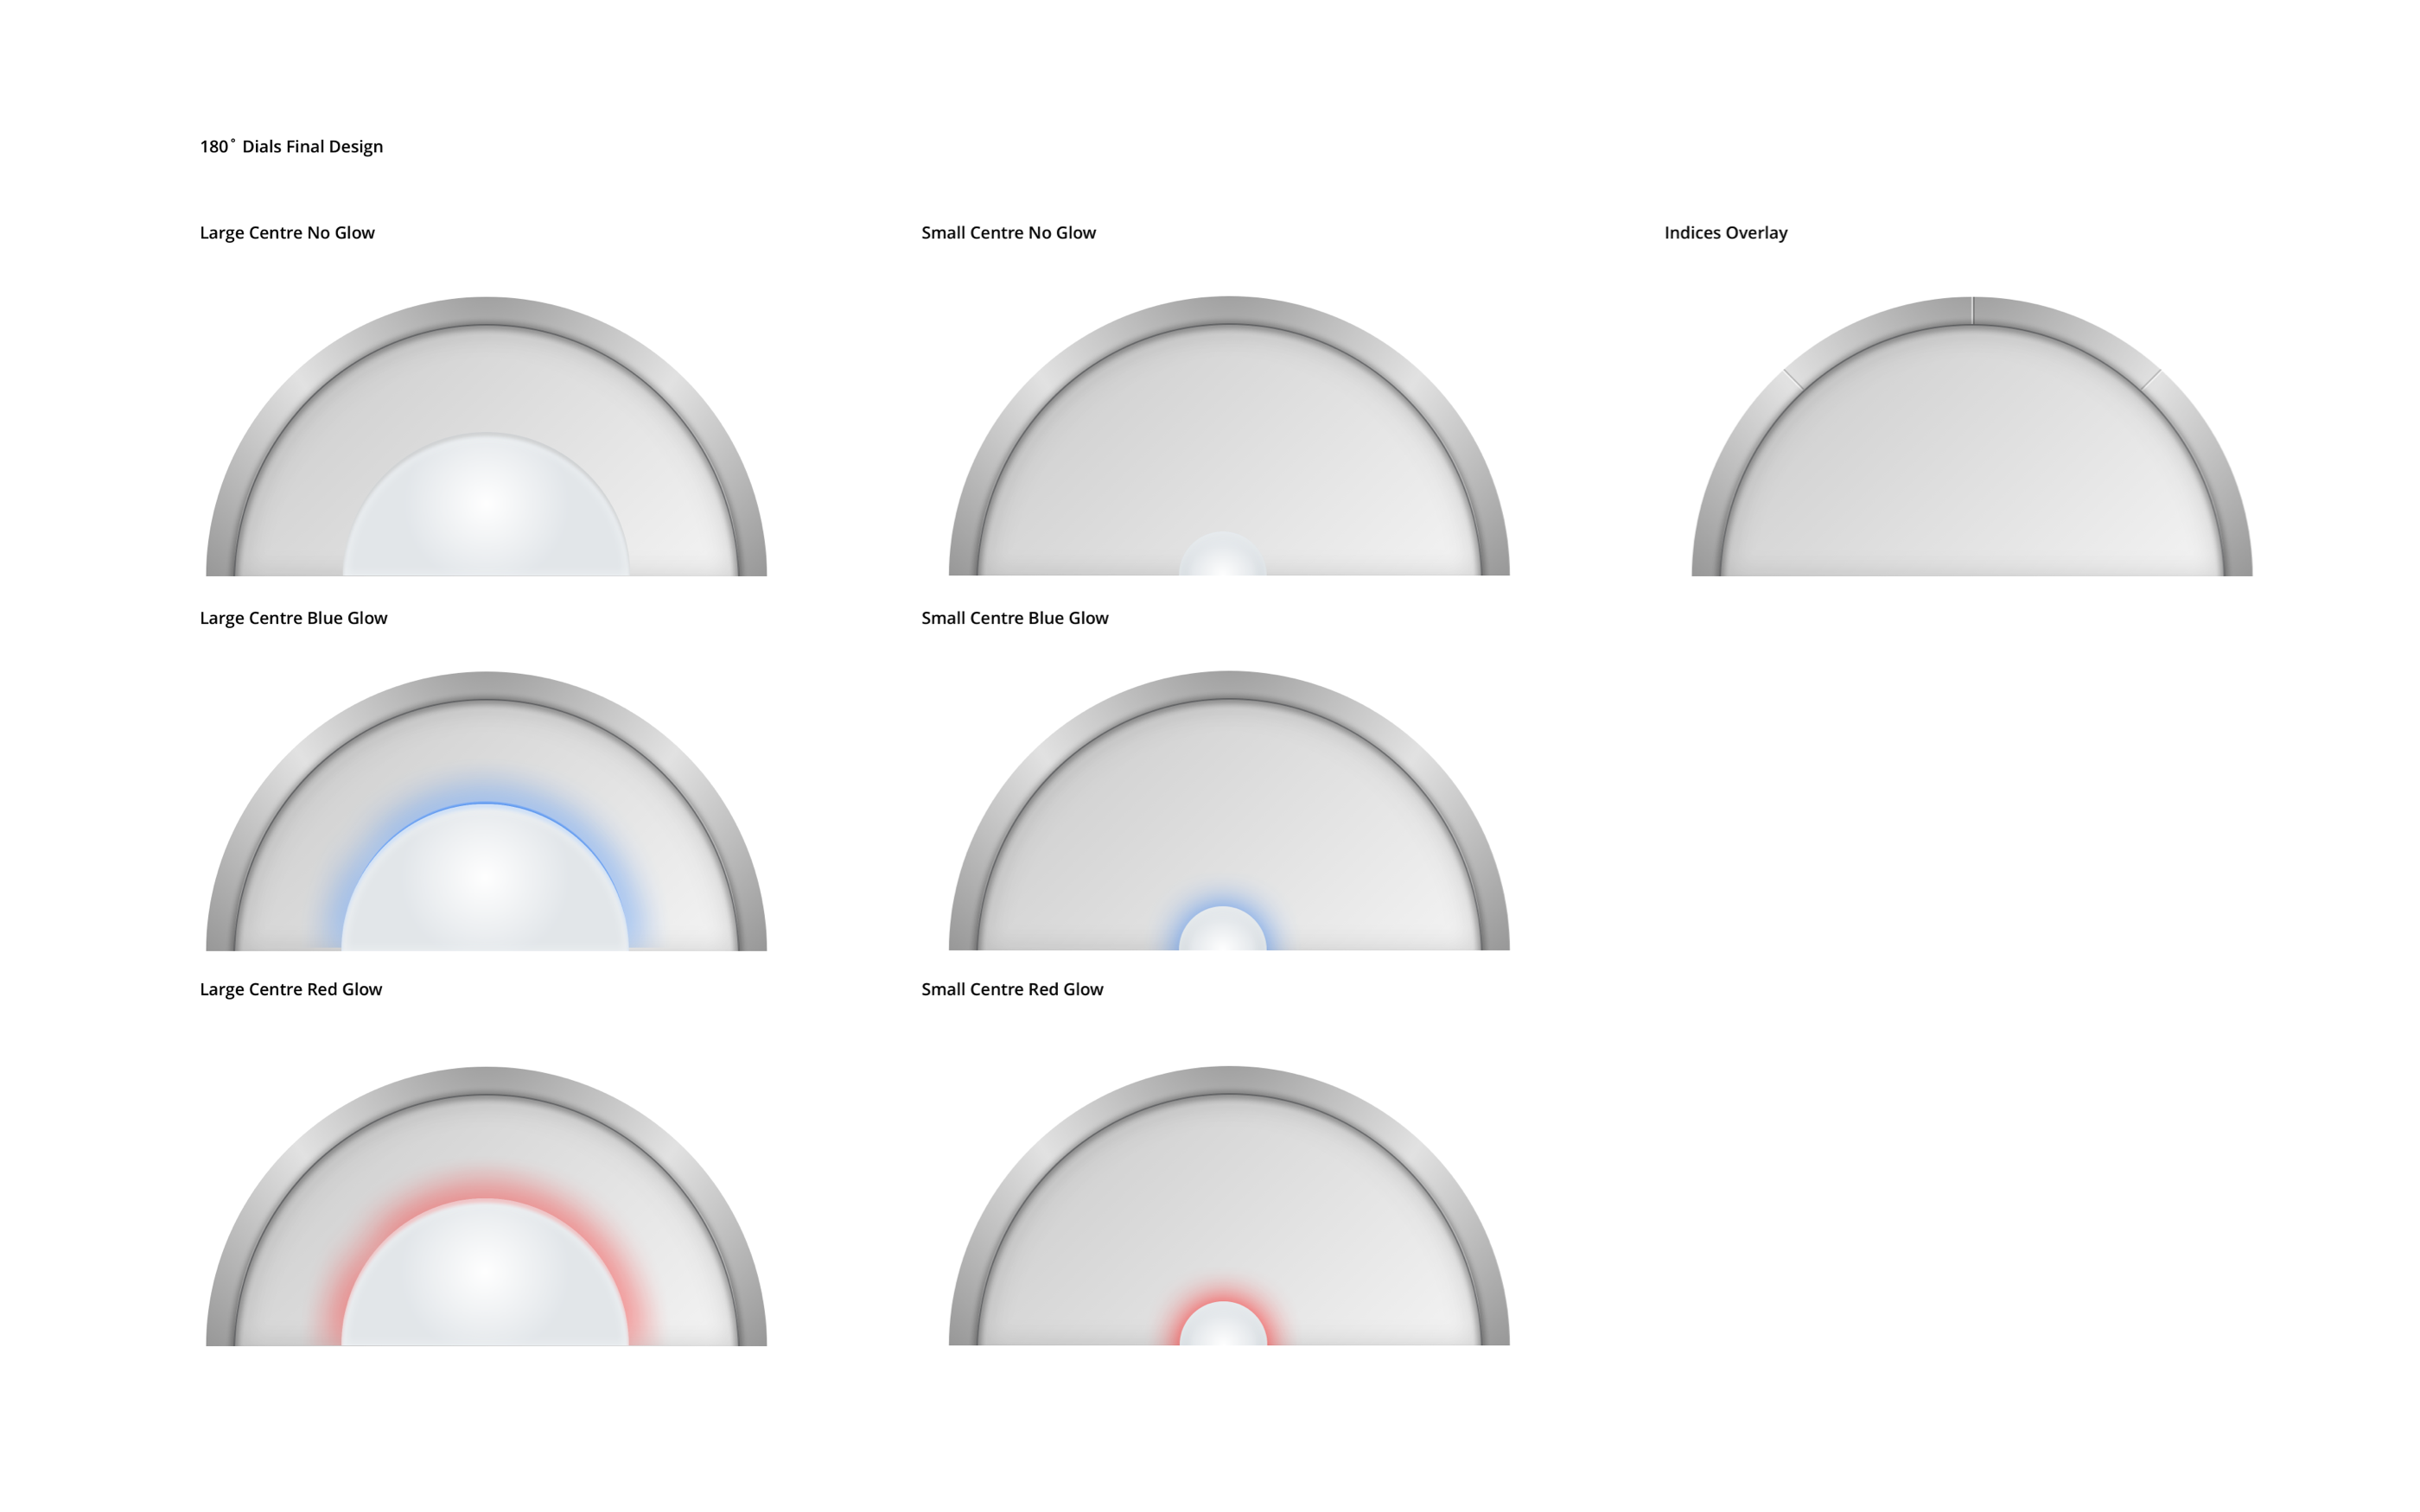 180˚ Dials Final Design
Large Centre No Glow
Small Centre No Glow
Indices Overlay
Large Centre Blue Glow
Small Centre Blue Glow
Large Centre Red Glow
Small Centre Red Glow